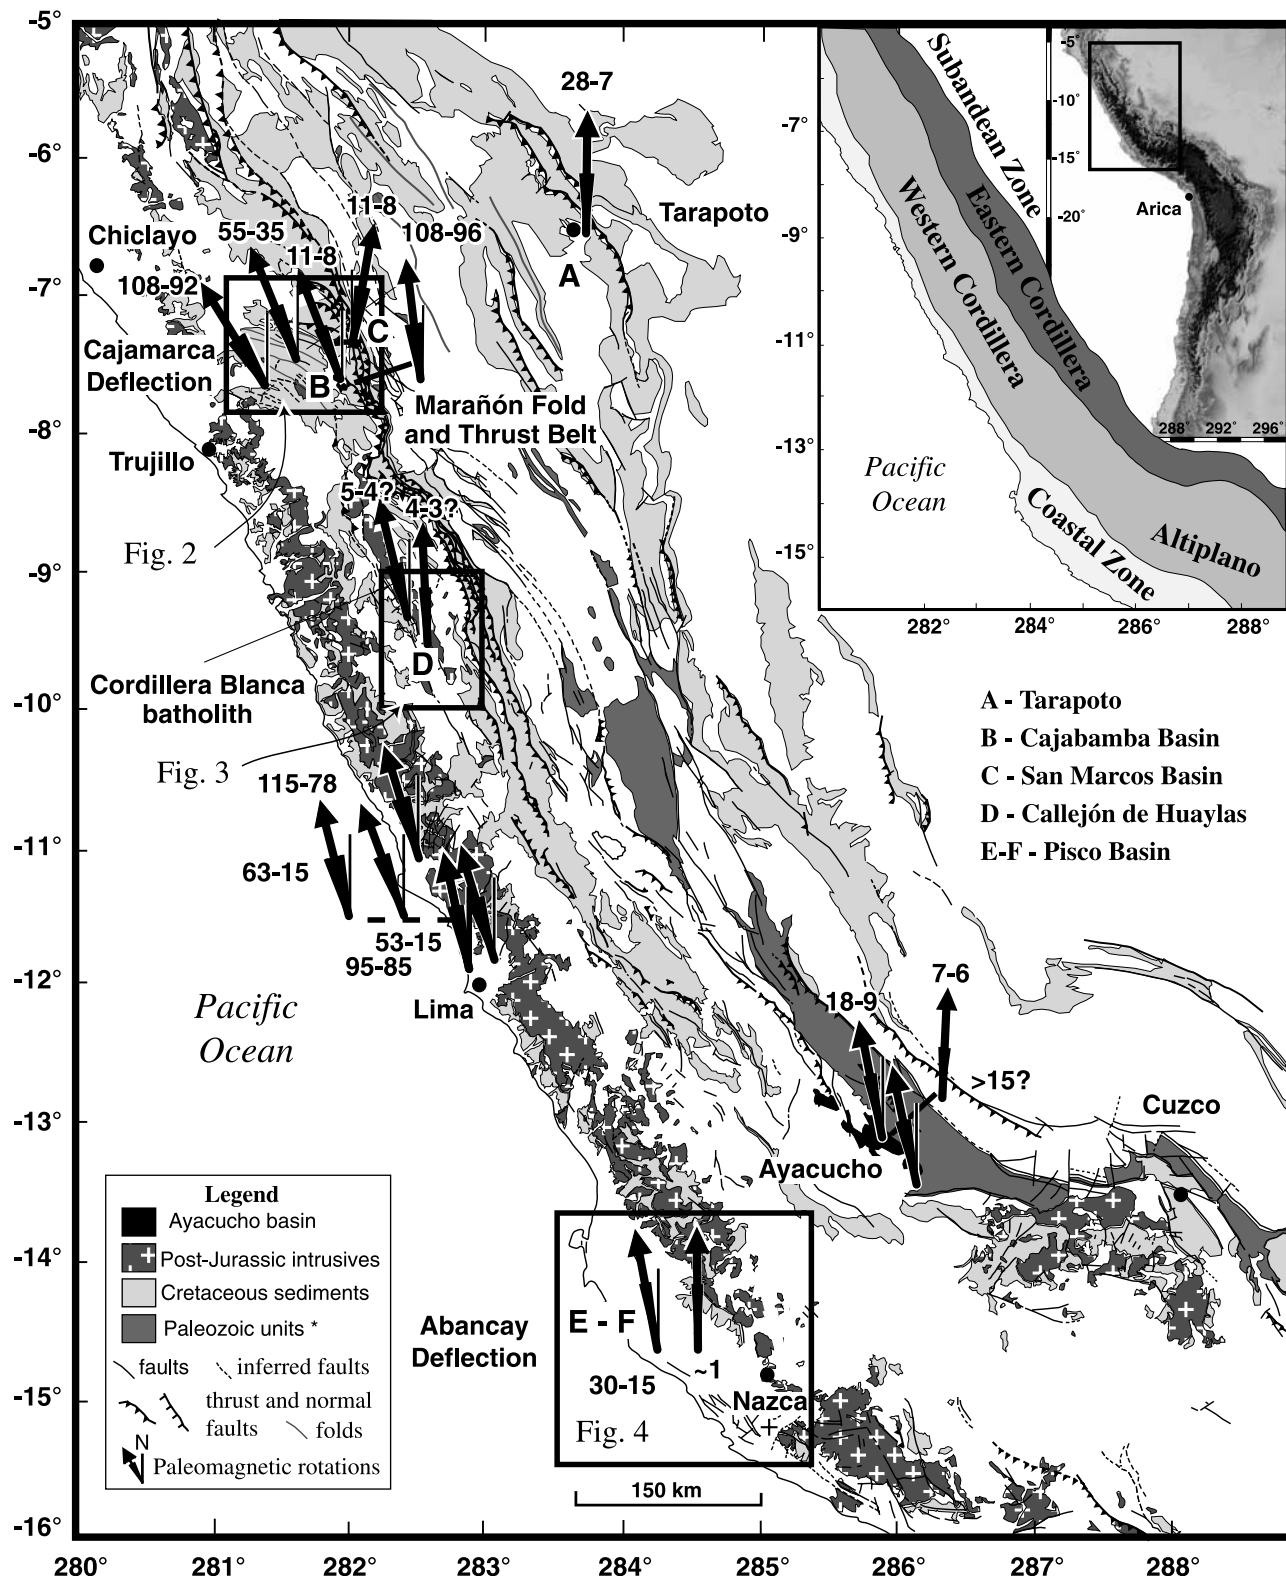 -5°
-6°
-7°
-8°
-9°
-10°
-11°
-12°
-13°
-14°
-15°
-16°
280°
281°
282°
283°
284°
285°
286°
287°
288°
28-7
Tarapoto
A
Chiclayo
55-35
11-8
108-96
11-8
108-92
C
B
Cajamarca
Deflection
Marañón Fold
and Thrust Belt
Trujillo
5-4?
4-3?
Fig. 2
D
Cordillera Blanca
batholith
Fig. 3
115-78
63-15
53-15
95-85
Lima
Pacific
Ocean
7-6
18-9
>15?
Cuzco
Ayacucho
E - F
Abancay
Deflection
30-15
~1
Nazca
Fig. 4
150 km
A - Tarapoto
B - Cajabamba Basin
C - San Marcos Basin
D - Callejón de Huaylas
E-F - Pisco Basin
Legend
Ayacucho basin
Post-Jurassic intrusives
Cretaceous sediments
Paleozoic units *
faults
inferred faults
thrust and normal
faults
folds
N
Paleomagnetic rotations
Subandean Zone
Eastern Cordillera
Western Cordillera
Altiplano
Coastal Zone
Pacific
Ocean
-7°
-9°
-11°
-13°
-15°
282°
284°
286°
288°
-5°
-10°
-15°
-20°
Arica
288°
292°
296°